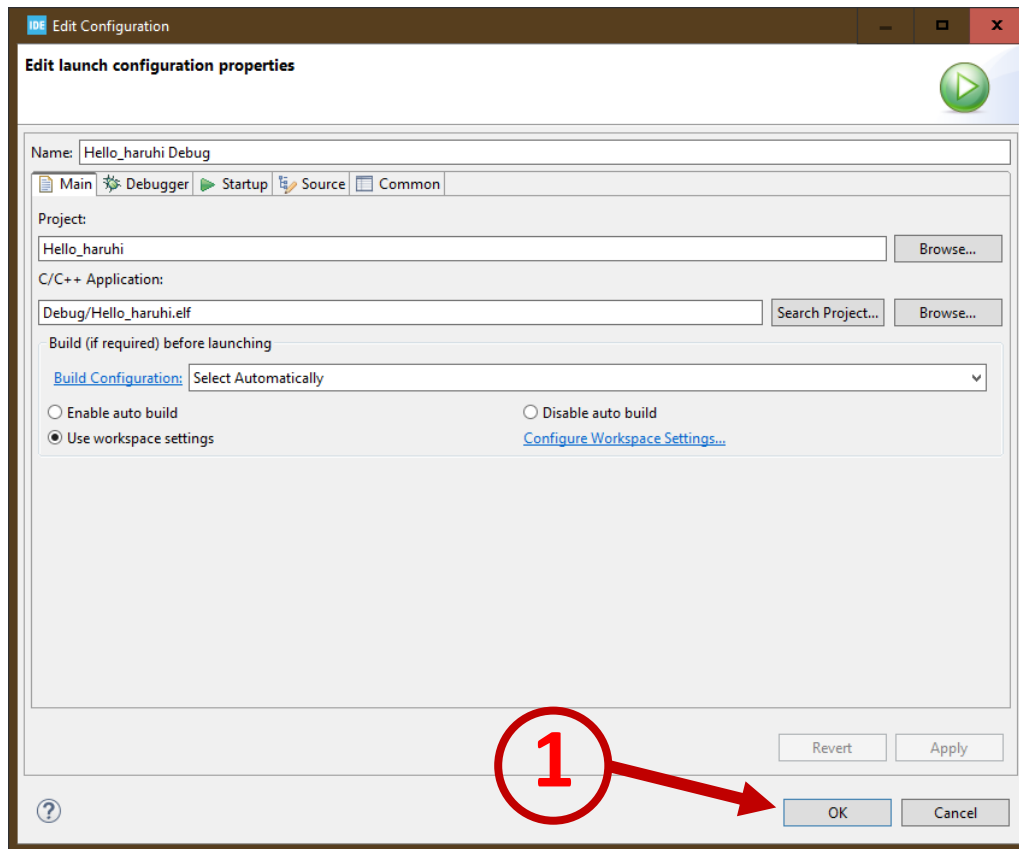 IDE Edit Configuration
Edit launch configuration properties
Name: Hello_haruhi Debug
Main Debugger Startup Source Common
Project:
Hello_haruhi Browse...
C/C++ Application:
Debug/Hello_haruhi.elf Search Project... Browse...
Build (if required) before launching
Build Configuration: Select Automatically
Enable auto build Disable auto build
Use workspace settings Configure Workspace Settings...
Revert Apply
1
? OK Cancel